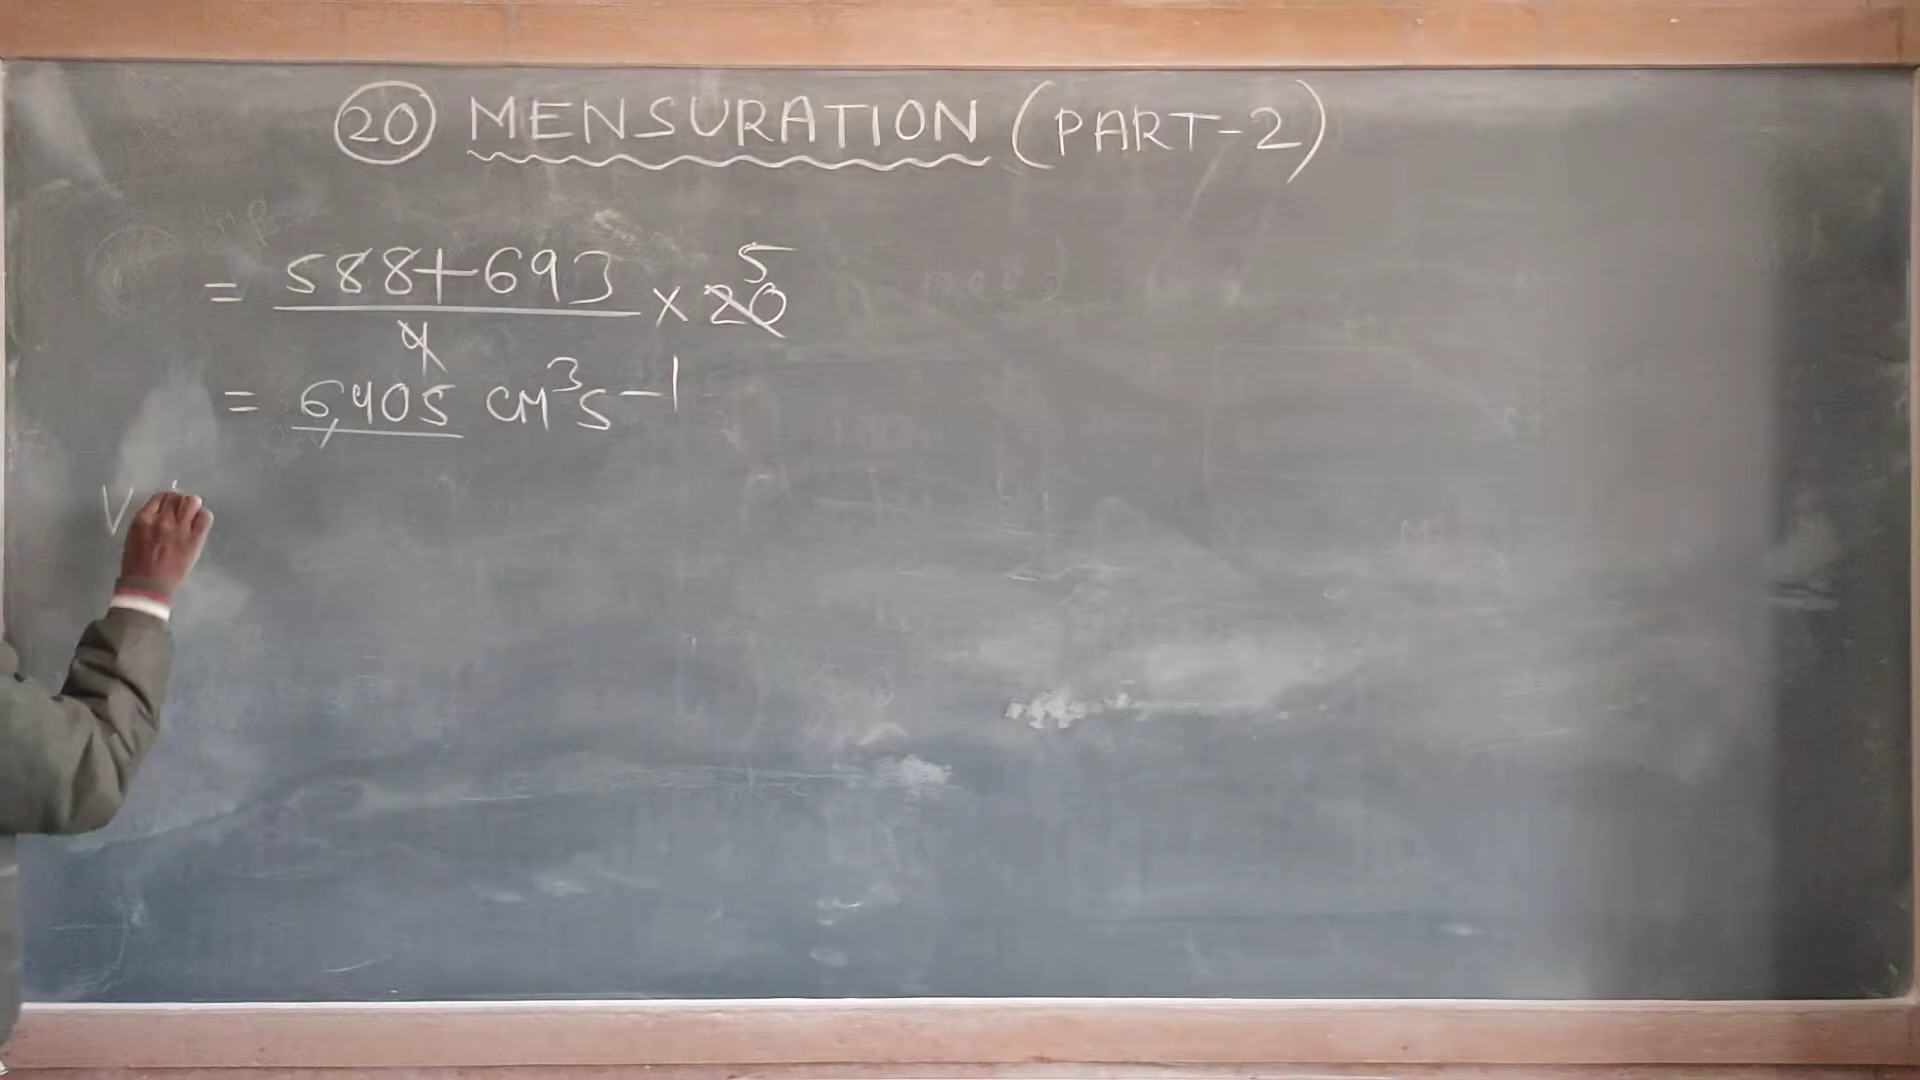 20 MENSURATION (PART-2)
= 588+693/4 × 20 5
= 6,405 CM³S-1
V